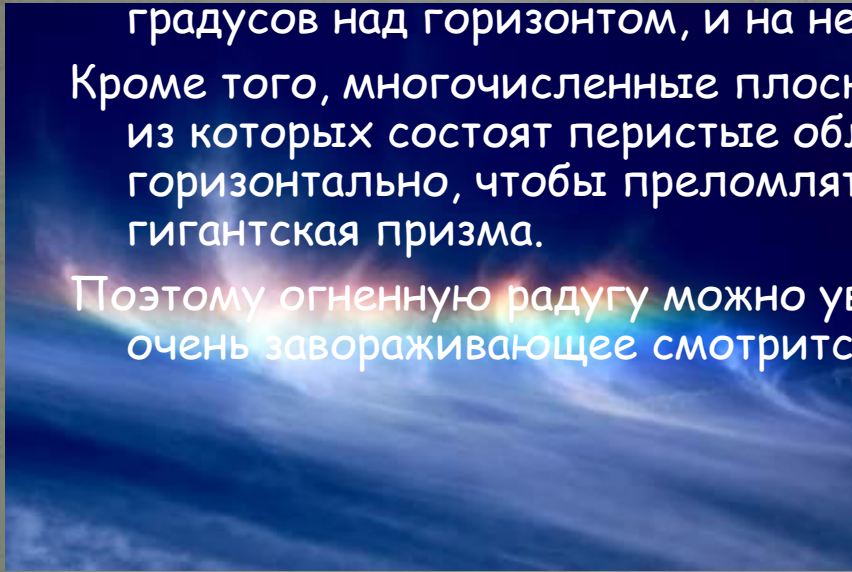 градусов над горизонтом, и на не
Кроме того, многочисленные плоск
из которых состоят перистые обл
горизонтально, чтобы преломлят
гигантская призма.
Поэтому огненную радугу можно ув
очень завораживающее смотритс